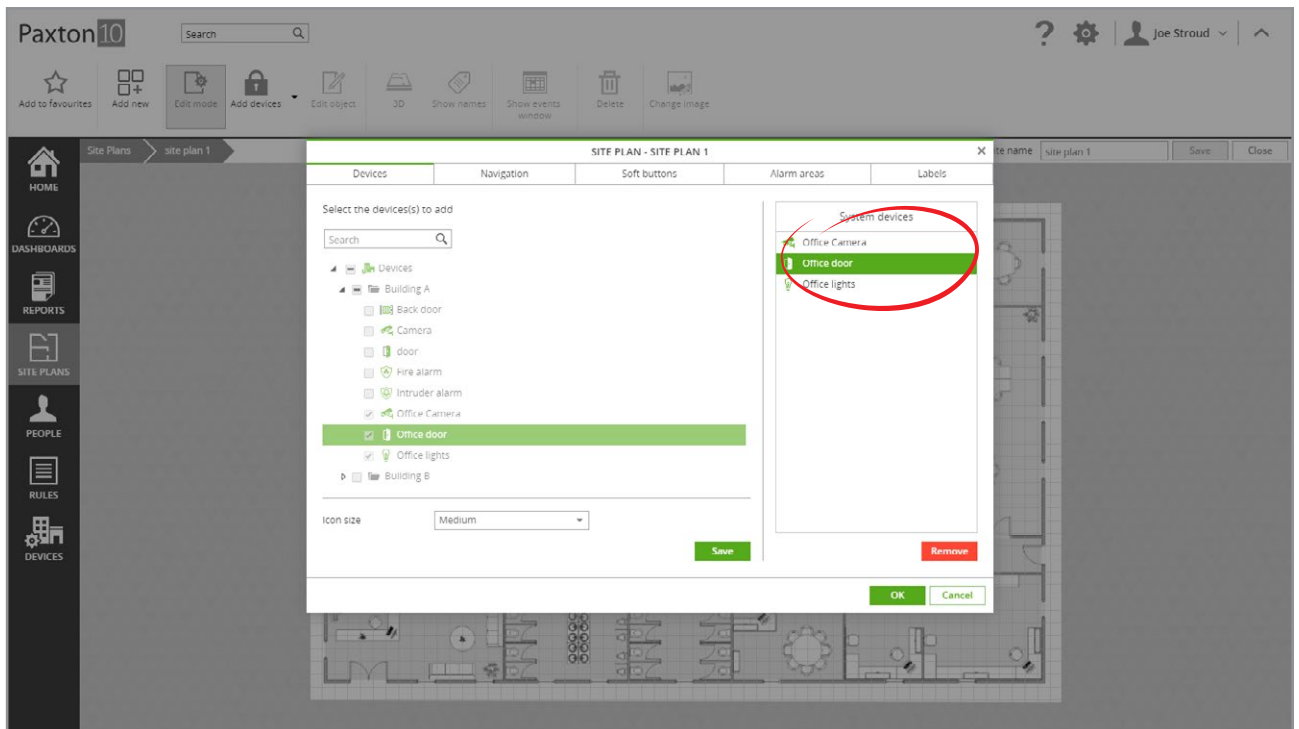 Paxton10
Search
Joe Stroud
Add to favourites
Add new
Edit mode
Add devices
Edit object
3D
Show names
Show events window
Delete
Change image
HOME
DASHBOARDS
REPORTS
SITE PLANS
PEOPLE
RULES
DEVICES
Site Plans
site plan 1
te name
site plan 1
Save
Close
SITE PLAN - SITE PLAN 1
Devices
Navigation
Soft buttons
Alarm areas
Labels
Select the devices(s) to add
Search
Devices
Building A
Back door
Camera
door
Fire alarm
Intruder alarm
Office Camera
Office door
Office lights
Building B
Icon size
Medium
Save
System devices
Office Camera
Office door
Office lights
Remove
OK
Cancel